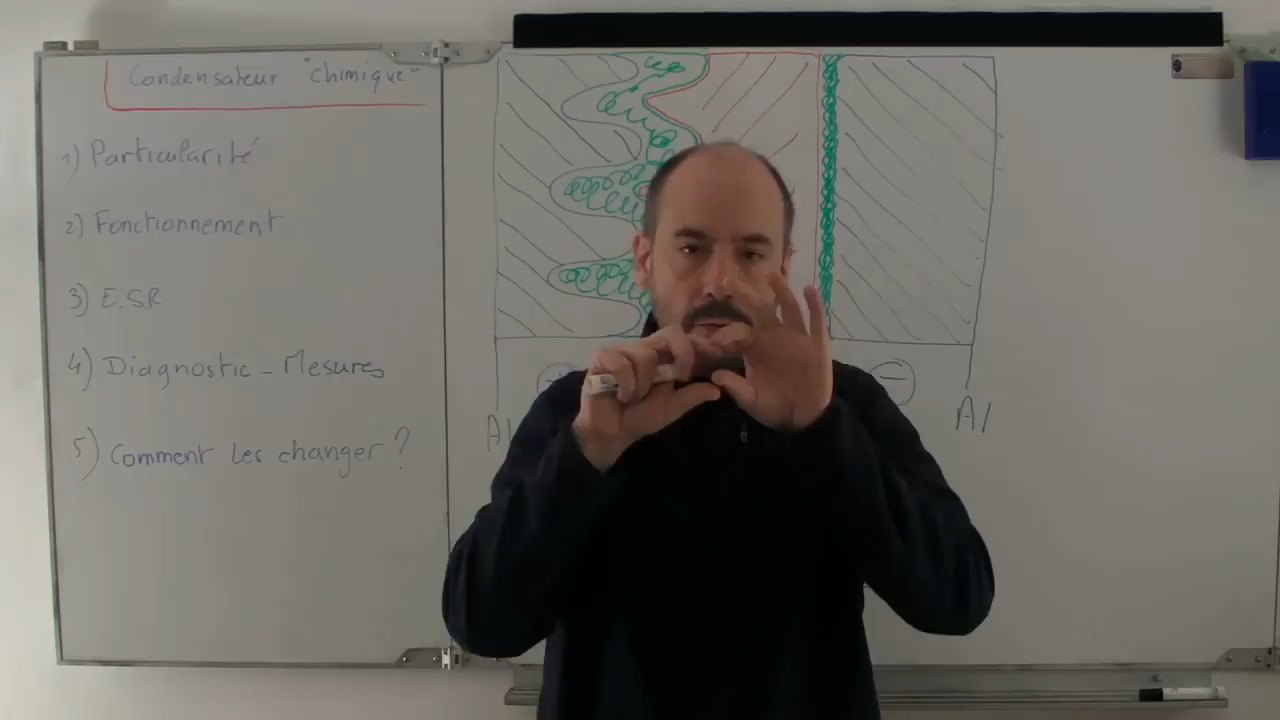 Condensateur "chimique"
1) Particularité
2) Fonctionnement
3) E.S.R
4) Diagnostic - Mesures
5) Comment les changer ?
+
−
Al
Al